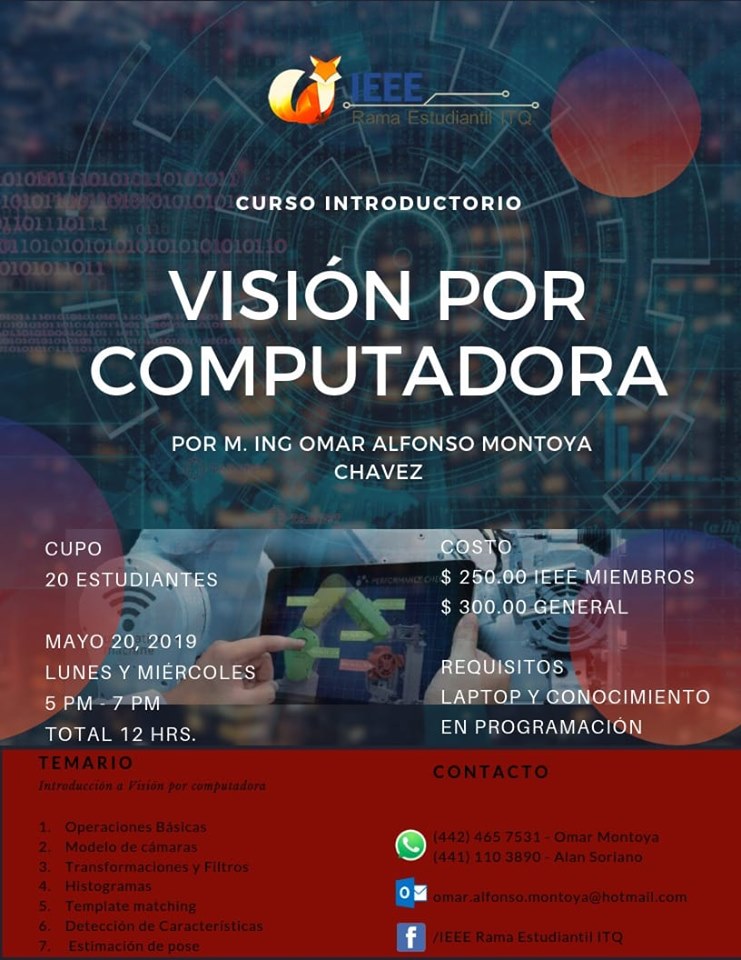 IEEE
Rama Estudiantil ITQ
CURSO INTRODUCTORIO
VISIÓN POR
COMPUTADORA
POR M. ING OMAR ALFONSO MONTOYA
CHAVEZ
CUPO
20 ESTUDIANTES
MAYO 20, 2019
LUNES Y MIÉRCOLES
5 PM - 7 PM
TOTAL 12 HRS.
COSTO
$ 250.00 IEEE MIEMBROS
$ 300.00 GENERAL
REQUISITOS
LAPTOP Y CONOCIMIENTO
EN PROGRAMACIÓN
TEMARIO
Introducción a Visión por computadora
1. Operaciones Básicas
2. Modelo de cámaras
3. Transformaciones y Filtros
4. Histogramas
5. Template matching
6. Detección de Características
7. Estimación de pose
CONTACTO
(442) 465 7531 - Omar Montoya
(441) 110 3890 - Alan Soriano
omar.alfonso.montoya@hotmail.com
/IEEE Rama Estudiantil ITQ